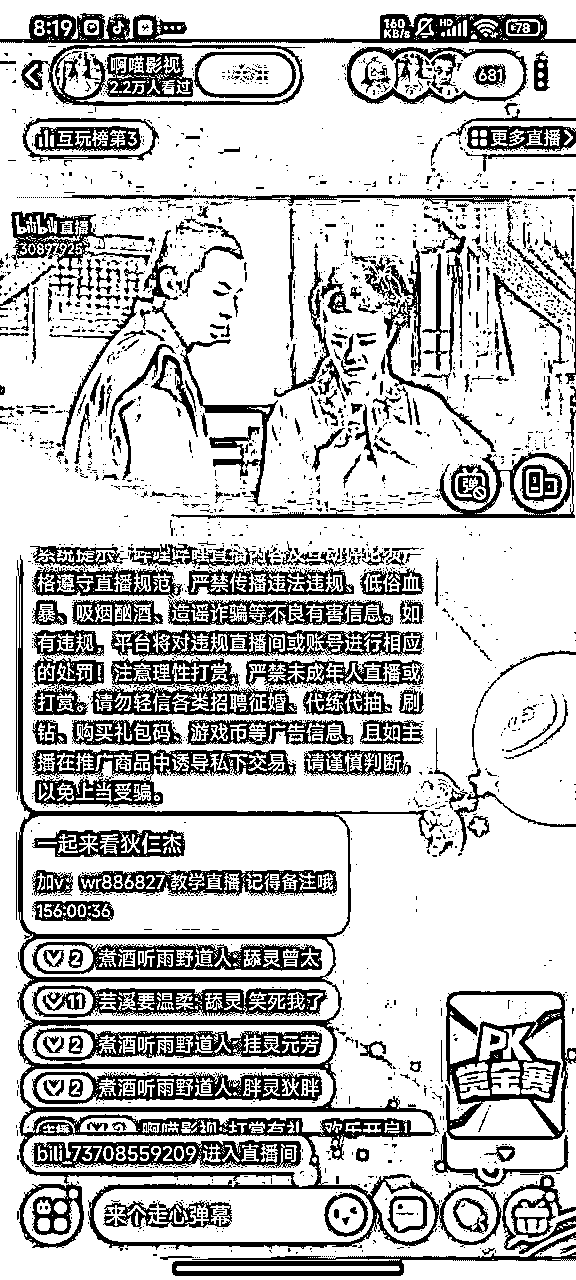 8:19
160 KB/s HD 78
啊喵影视
2.2万人看过
关注
681
互玩榜第3
更多直播
bilibili 直播
30897925
弹
格遵守直播规范，严禁传播违法违规、低俗血
暴、吸烟酗酒、造谣诈骗等不良有害信息。如
有违规，平台将对违规直播间或账号进行相应
的处罚！注意理性打赏，严禁未成年人直播或
打赏。请勿轻信各类招聘征婚、代练代抽、刷
钻、购买礼包码、游戏币等广告信息，且如主
播在推广商品中诱导私下交易，请谨慎判断，
以免上当受骗。
一起来看狄仁杰
加v：wr886827 教学直播 记得备注哦
156:00:36
2 煮酒听雨野道人: 舔灵曾太
11 芸溪要温柔: 舔灵 笑死我了
2 煮酒听雨野道人: 挂灵元芳
2 煮酒听雨野道人: 胖灵狄胖
主播 啊喵影视: 打赏有礼，欢乐开启！
bili_73708559209 进入直播间
PK
赏金赛
来个走心弹幕